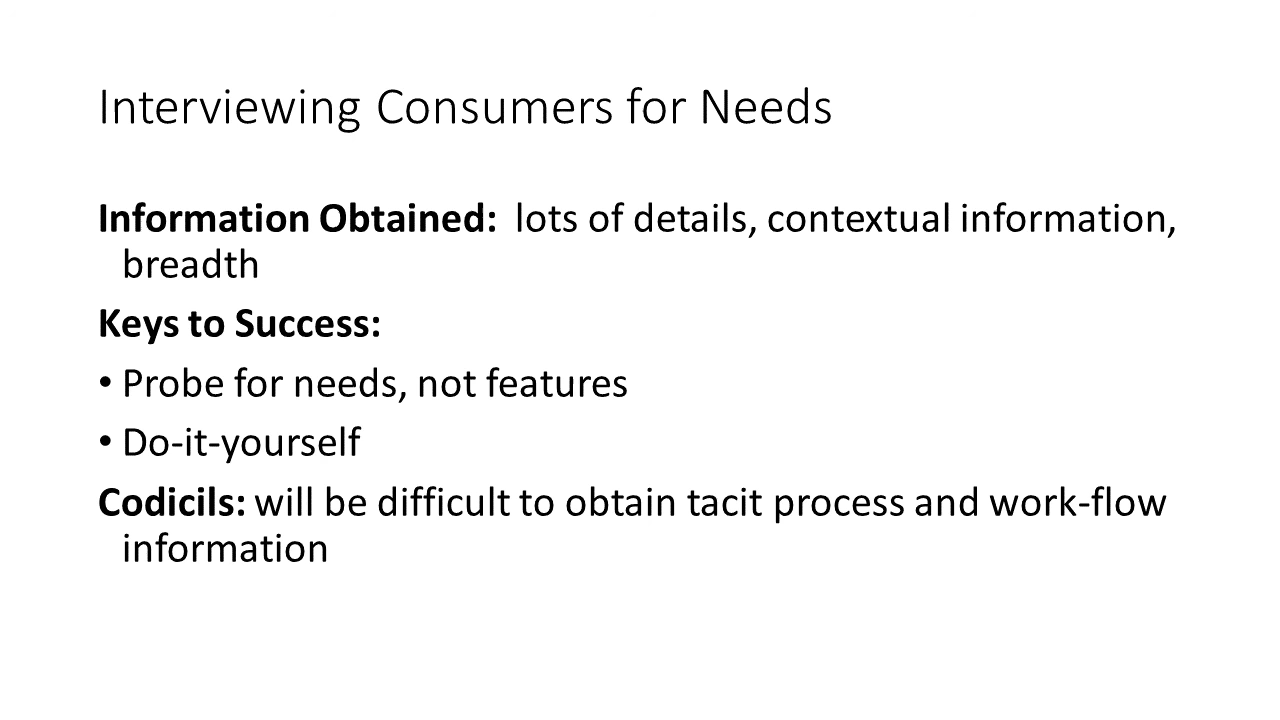 Interviewing Consumers for Needs
Information Obtained:  lots of details, contextual information,
breadth
Keys to Success:
• Probe for needs, not features
• Do-it-yourself
Codicils: will be difficult to obtain tacit process and work-flow
information